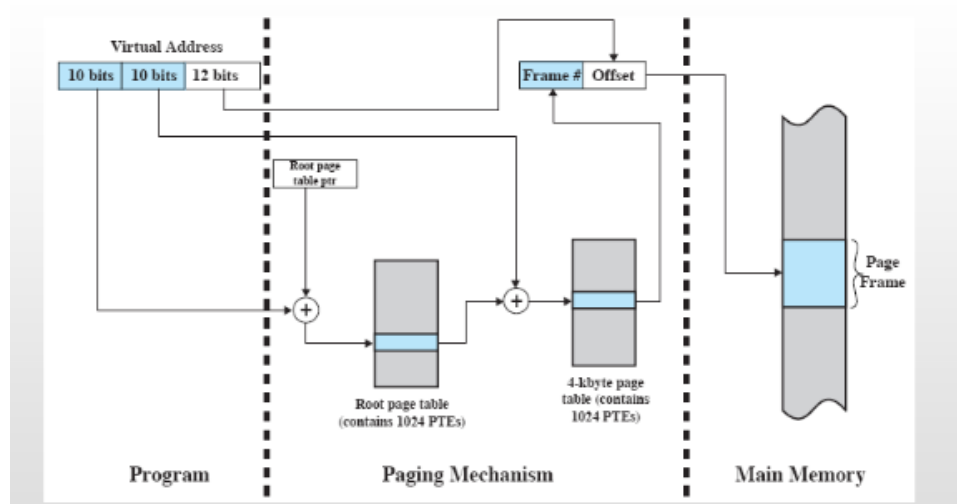 Virtual Address
10 bits 10 bits 12 bits
Frame # Offset
Root page
table ptr
+
+
Page
Frame
Root page table
(contains 1024 PTEs)
4-kbyte page
table (contains
1024 PTEs)
Program
Paging Mechanism
Main Memory